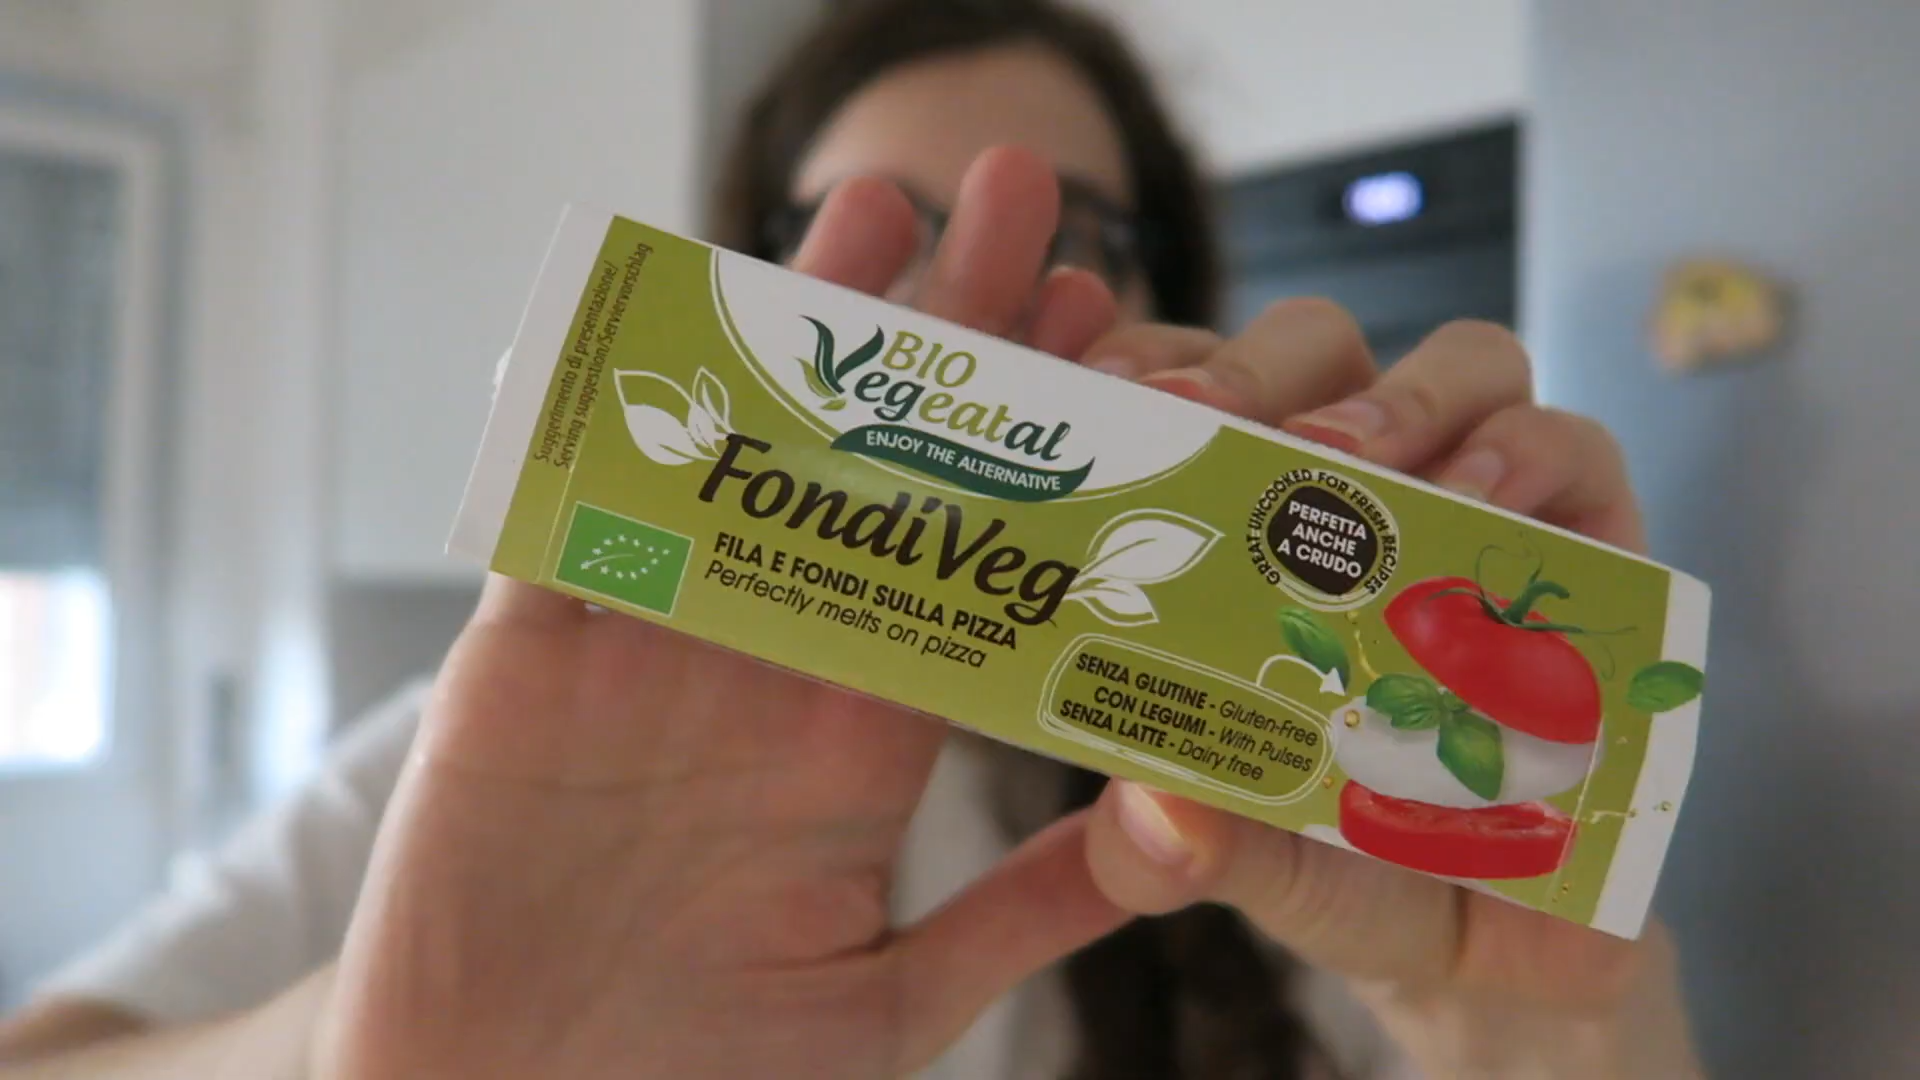 Suggerimento di presentazione/
Serving suggestion/Serviervorschlag
BIO
Vegeatal
ENJOY THE ALTERNATIVE
FondiVeg
FILA E FONDI SULLA PIZZA
Perfectly melts on pizza
GREAT UNCOOKED FOR FRESH RECIPES
PERFETTA
ANCHE
A CRUDO
SENZA GLUTINE - Gluten-Free
CON LEGUMI - With Pulses
SENZA LATTE - Dairy free